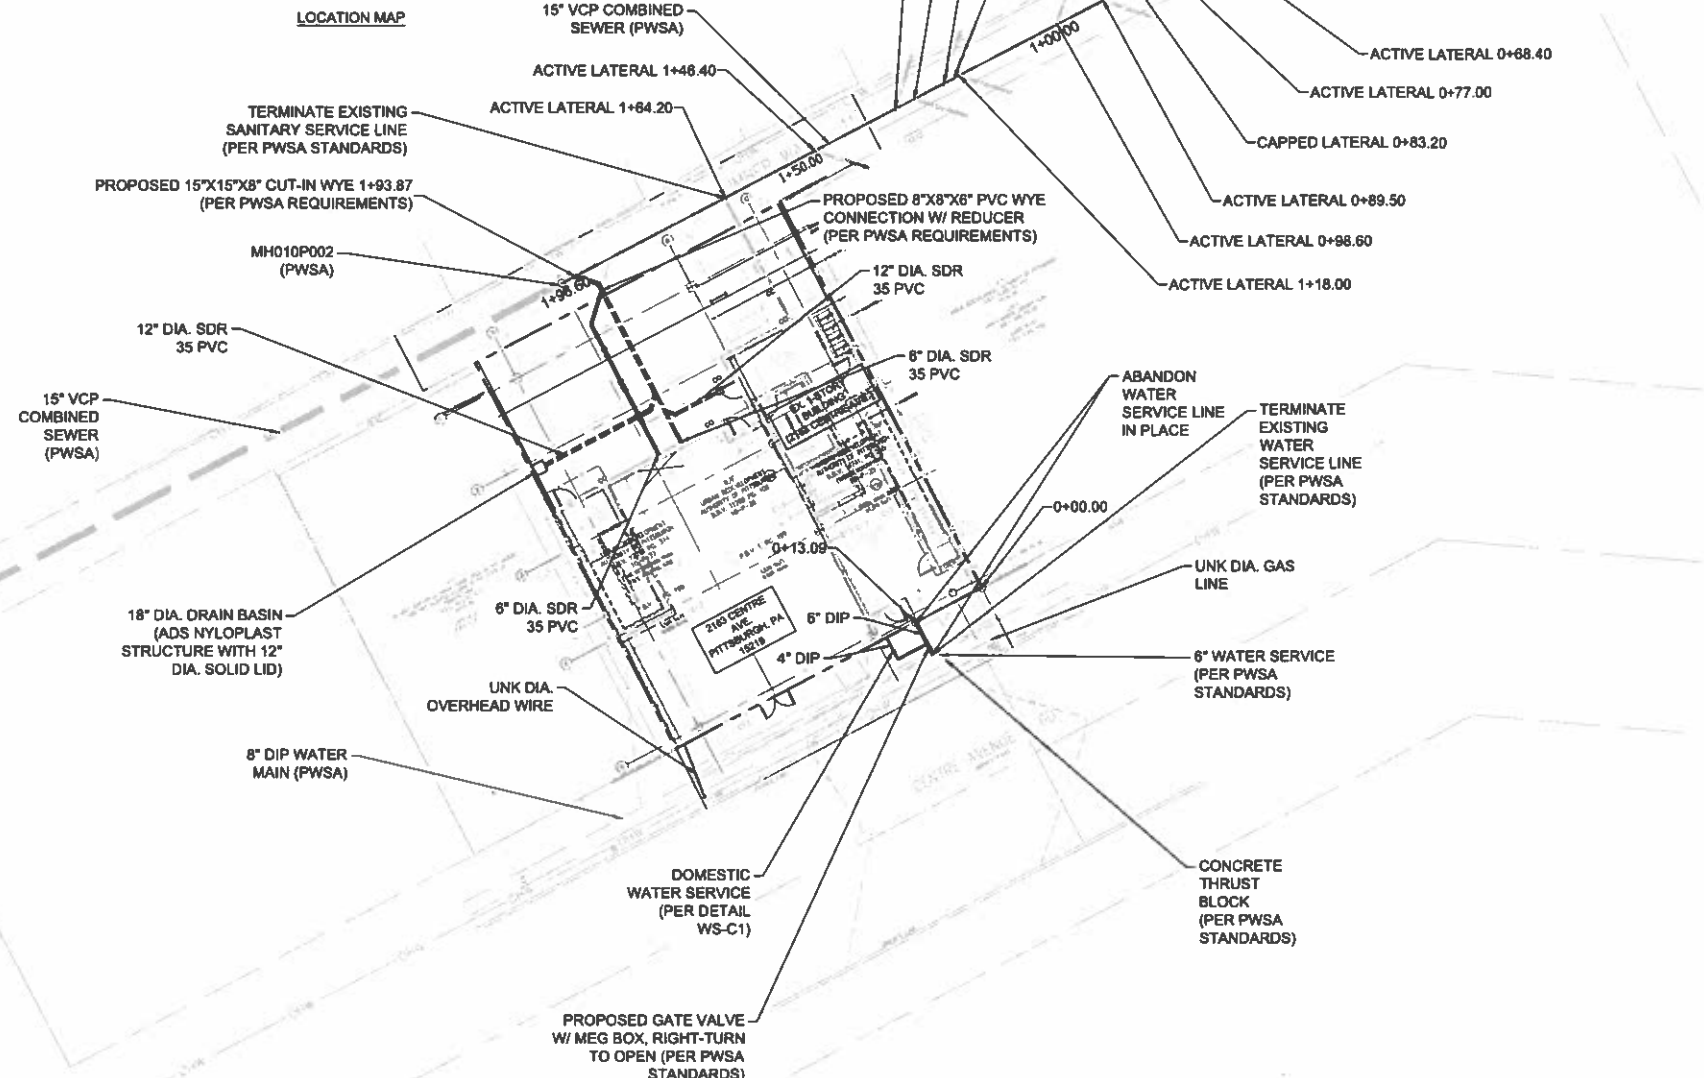 LOCATION MAP
15" VCP COMBINED
SEWER (PWSA)
ACTIVE LATERAL 1+46.40
ACTIVE LATERAL 1+64.20
TERMINATE EXISTING
SANITARY SERVICE LINE
(PER PWSA STANDARDS)
PROPOSED 15"X15"X8" CUT-IN WYE 1+93.87
(PER PWSA REQUIREMENTS)
MH010P002
(PWSA)
12" DIA. SDR
35 PVC
15" VCP
COMBINED
SEWER
(PWSA)
18" DIA. DRAIN BASIN
(ADS NYLOPLAST
STRUCTURE WITH 12"
DIA. SOLID LID)
1+00.00
1+50.00
1+98.60
ACTIVE LATERAL 0+68.40
ACTIVE LATERAL 0+77.00
CAPPED LATERAL 0+83.20
ACTIVE LATERAL 0+89.50
ACTIVE LATERAL 0+98.60
ACTIVE LATERAL 1+18.00
PROPOSED 8"X8"X6" PVC WYE
CONNECTION W/ REDUCER
(PER PWSA REQUIREMENTS)
12" DIA. SDR
35 PVC
6" DIA. SDR
35 PVC
EX. 1-STORY
BUILDING
ABANDON
WATER
SERVICE LINE
IN PLACE
TERMINATE
EXISTING
WATER
SERVICE LINE
(PER PWSA
STANDARDS)
0+00.00
0+13.09
UNK DIA. GAS
LINE
6" DIA. SDR
35 PVC
2163 CENTRE
AVE.
PITTSBURGH, PA
15219
6" DIP
4" DIP
6" WATER SERVICE
(PER PWSA
STANDARDS)
UNK DIA.
OVERHEAD WIRE
8" DIP WATER
MAIN (PWSA)
CENTRE AVENUE
DOMESTIC
WATER SERVICE
(PER DETAIL
WS-C1)
CONCRETE
THRUST
BLOCK
(PER PWSA
STANDARDS)
PROPOSED GATE VALVE
W/ MEG BOX, RIGHT-TURN
TO OPEN (PER PWSA
STANDARDS)